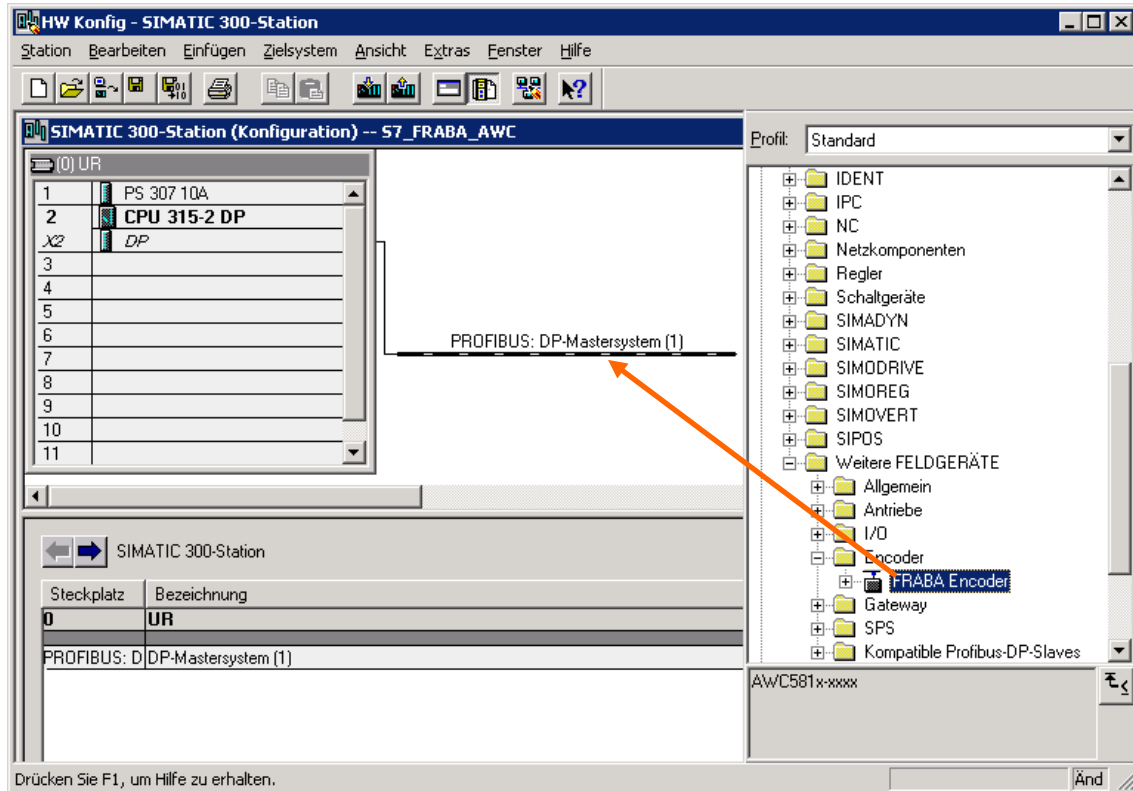 HW Konfig - SIMATIC 300-Station
Station Bearbeiten Einfügen Zielsystem Ansicht Extras Fenster Hilfe
SIMATIC 300-Station (Konfiguration) -- S7_FRABA_AWC
(0) UR
1 PS 307 10A
2 CPU 315-2 DP
X2 DP
3
4
5
6
7
8
9
10
11
PROFIBUS: DP-Mastersystem (1)
SIMATIC 300-Station
Steckplatz Bezeichnung
0 UR
PROFIBUS: D DP-Mastersystem (1)
Profil: Standard
IDENT
IPC
NC
Netzkomponenten
Regler
Schaltgeräte
SIMADYN
SIMATIC
SIMODRIVE
SIMOREG
SIMOVERT
SIPOS
Weitere FELDGERÄTE
Allgemein
Antriebe
I/O
Encoder
FRABA Encoder
Gateway
SPS
Kompatible Profibus-DP-Slaves
AWC581x-xxxx
Drücken Sie F1, um Hilfe zu erhalten. Änd